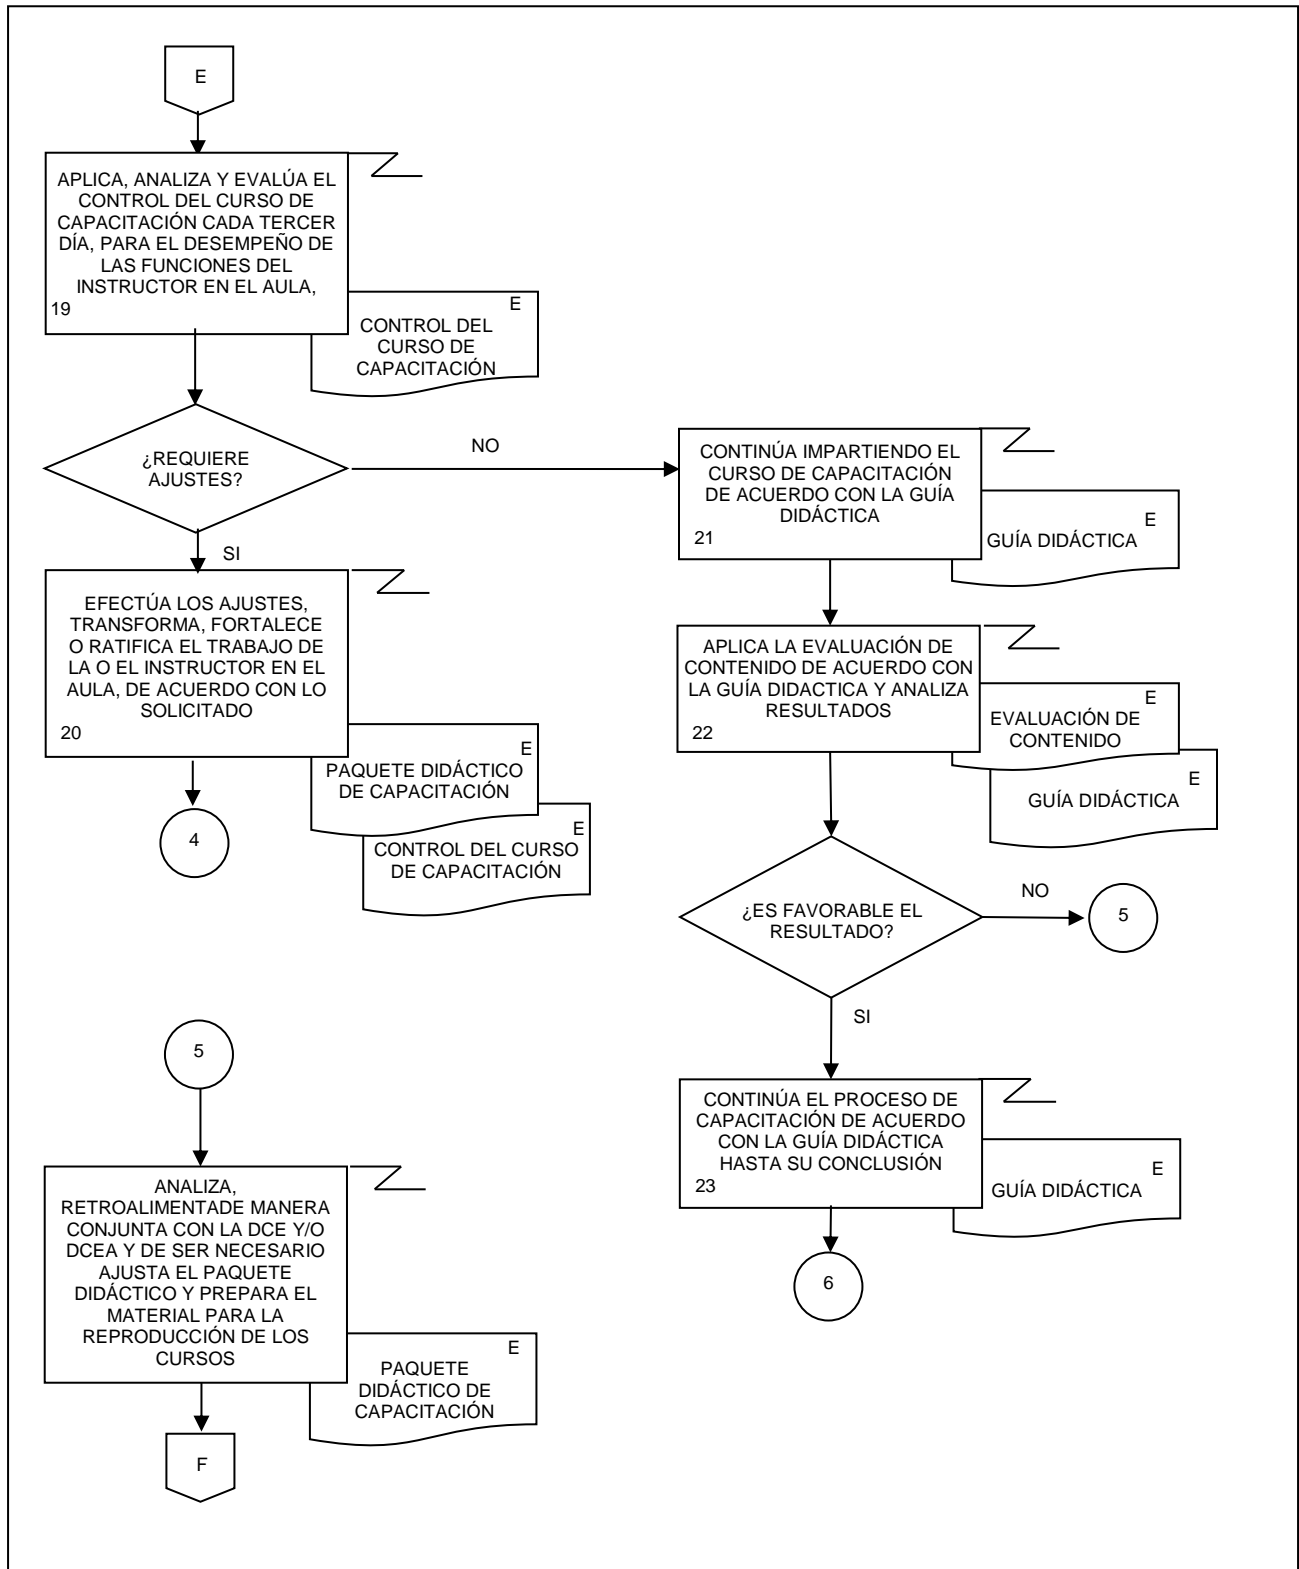 E
APLICA, ANALIZA Y EVALÚA EL
CONTROL DEL CURSO DE
CAPACITACIÓN CADA TERCER
DÍA, PARA EL DESEMPEÑO DE
LAS FUNCIONES DEL
INSTRUCTOR EN EL AULA,
19
E
CONTROL DEL
CURSO DE
CAPACITACIÓN
¿REQUIERE
AJUSTES?
NO
SI
EFECTÚA LOS AJUSTES,
TRANSFORMA, FORTALECE
O RATIFICA EL TRABAJO DE
LA O EL INSTRUCTOR EN EL
AULA, DE ACUERDO CON LO
SOLICITADO
20
E
PAQUETE DIDÁCTICO
DE CAPACITACIÓN
E
CONTROL DEL CURSO
DE CAPACITACIÓN
4
CONTINÚA IMPARTIENDO EL
CURSO DE CAPACITACIÓN
DE ACUERDO CON LA GUÍA
DIDÁCTICA
21
E
GUÍA DIDÁCTICA
APLICA LA EVALUACIÓN DE
CONTENIDO DE ACUERDO CON
LA GUÍA DIDACTICA Y ANALIZA
RESULTADOS
22
E
EVALUACIÓN DE
CONTENIDO
E
GUÍA DIDÁCTICA
¿ES FAVORABLE EL
RESULTADO?
NO
5
SI
CONTINÚA EL PROCESO DE
CAPACITACIÓN DE ACUERDO
CON LA GUÍA DIDÁCTICA
HASTA SU CONCLUSIÓN
23
E
GUÍA DIDÁCTICA
6
5
ANALIZA,
RETROALIMENTADE MANERA
CONJUNTA CON LA DCE Y/O
DCEA Y DE SER NECESARIO
AJUSTA EL PAQUETE
DIDÁCTICO Y PREPARA EL
MATERIAL PARA LA
REPRODUCCIÓN DE LOS
CURSOS
E
PAQUETE
DIDÁCTICO DE
CAPACITACIÓN
F